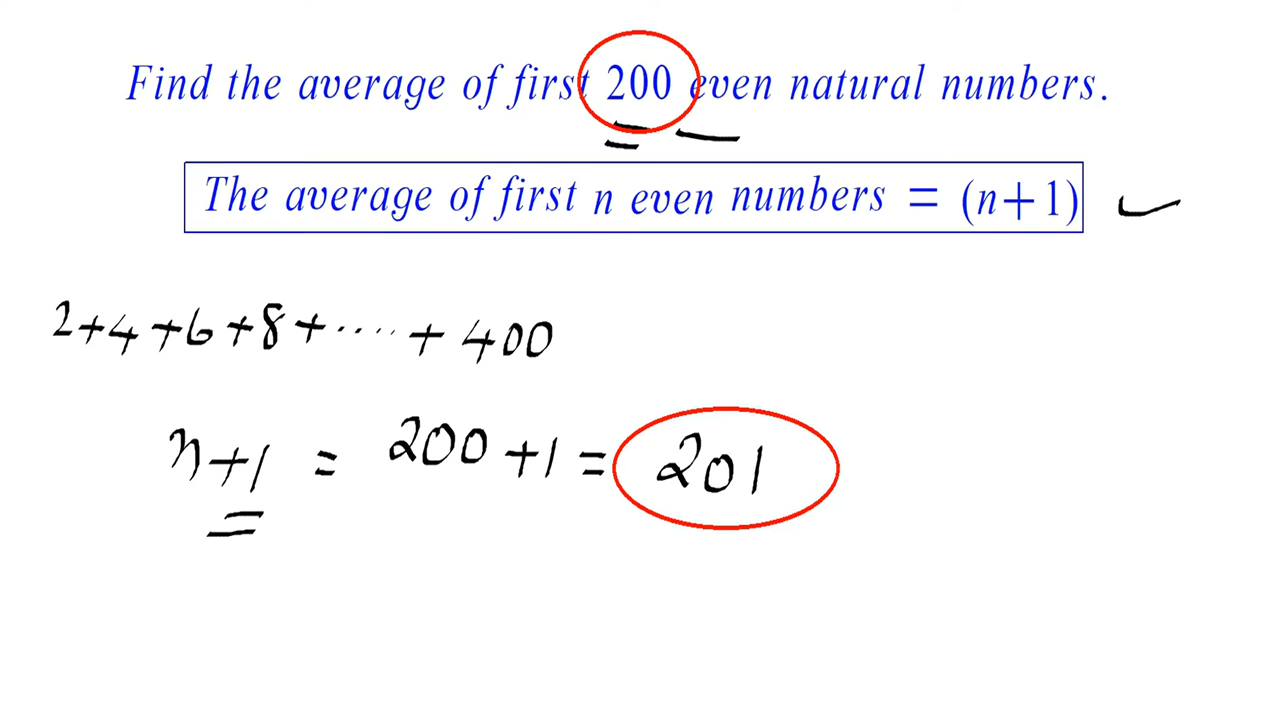 Find the average of first 200 even natural numbers.
The average of first n even numbers = (n+1)
2+4+6+8+....+ 400
n+1 = 200+1 = 201